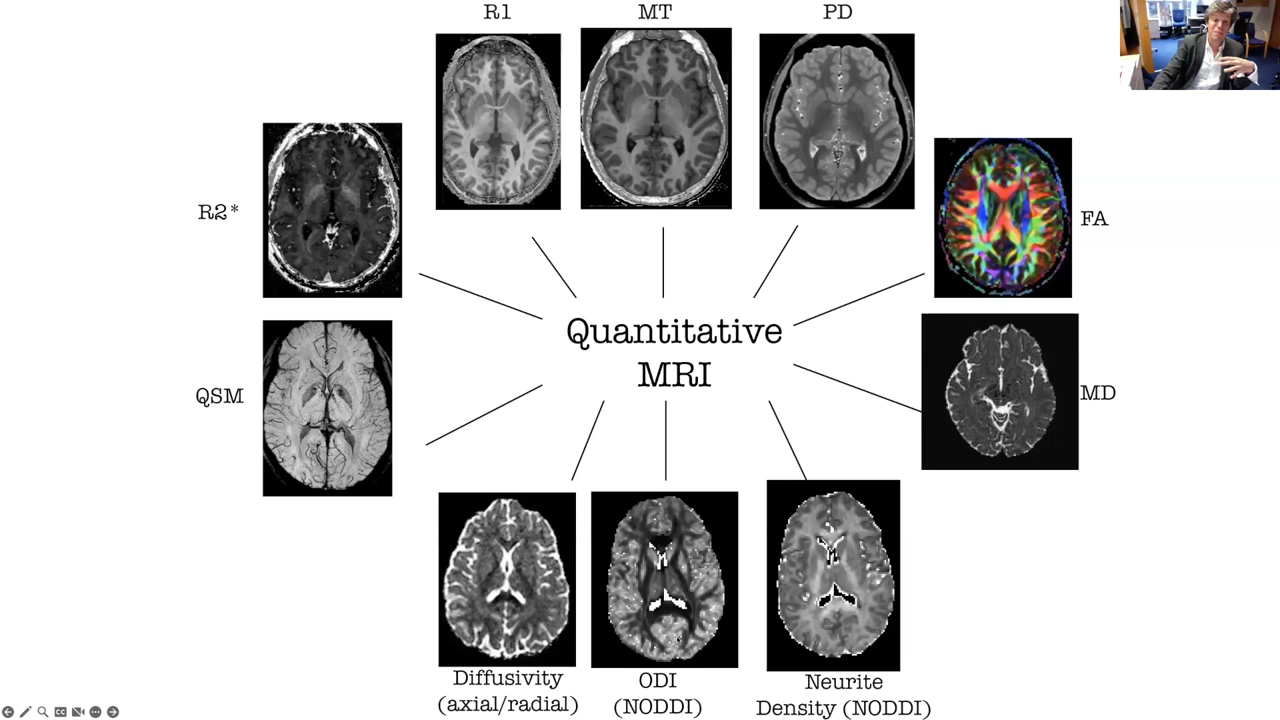 R1
MT
PD
R2*
FA
Quantitative
MRI
QSM
MD
Diffusivity
(axial/radial)
ODI
(NODDI)
Neurite
Density (NODDI)